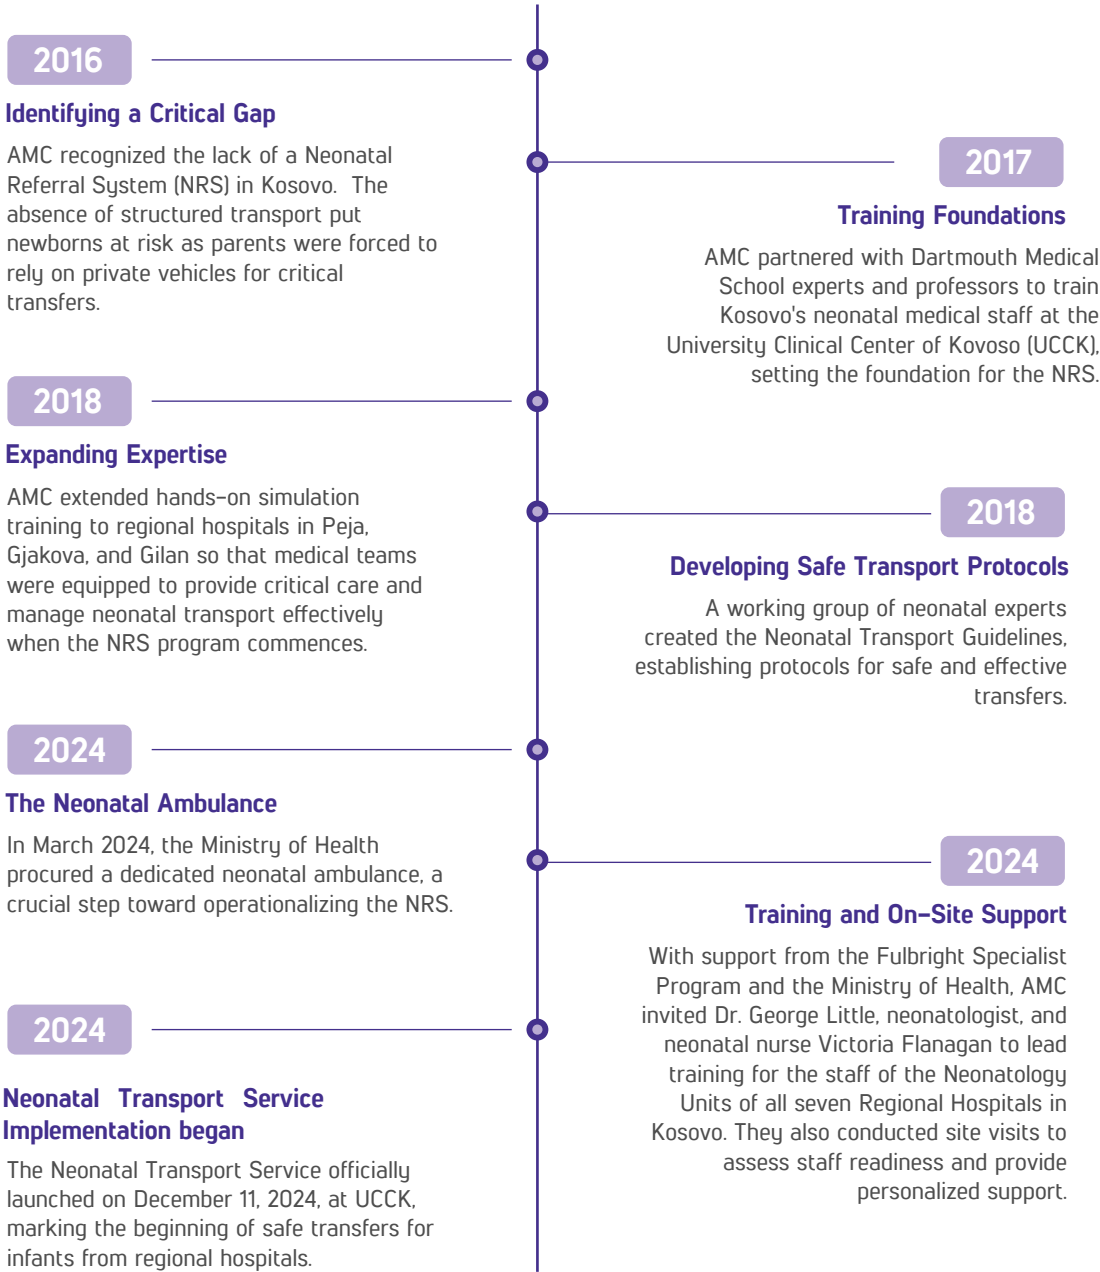 2016
Identifying a Critical Gap
AMC recognized the lack of a Neonatal
Referral System (NRS) in Kosovo. The
absence of structured transport put
newborns at risk as parents were forced to
rely on private vehicles for critical
transfers.
2017
Training Foundations
AMC partnered with Dartmouth Medical
School experts and professors to train
Kosovo's neonatal medical staff at the
University Clinical Center of Kovoso (UCCK),
setting the foundation for the NRS.
2018
Expanding Expertise
AMC extended hands-on simulation
training to regional hospitals in Peja,
Gjakova, and Gilan so that medical teams
were equipped to provide critical care and
manage neonatal transport effectively
when the NRS program commences.
2018
Developing Safe Transport Protocols
A working group of neonatal experts
created the Neonatal Transport Guidelines,
establishing protocols for safe and effective
transfers.
2024
The Neonatal Ambulance
In March 2024, the Ministry of Health
procured a dedicated neonatal ambulance, a
crucial step toward operationalizing the NRS.
2024
Training and On-Site Support
With support from the Fulbright Specialist
Program and the Ministry of Health, AMC
invited Dr. George Little, neonatologist, and
neonatal nurse Victoria Flanagan to lead
training for the staff of the Neonatology
Units of all seven Regional Hospitals in
Kosovo. They also conducted site visits to
assess staff readiness and provide
personalized support.
2024
Neonatal Transport Service
Implementation began
The Neonatal Transport Service officially
launched on December 11, 2024, at UCCK,
marking the beginning of safe transfers for
infants from regional hospitals.